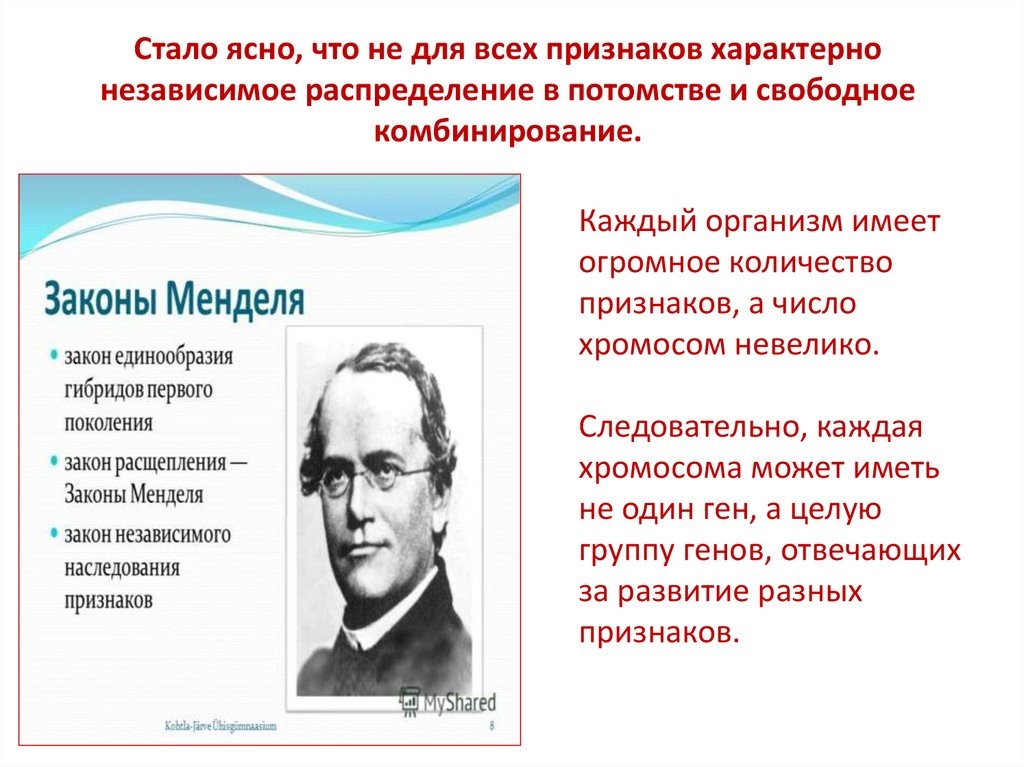 Стало ясно, что не для всех признаков характерно
независимое распределение в потомстве и свободное
комбинирование.
Законы Менделя
• закон единообразия
гибридов первого
поколения
• закон расщепления —
Законы Менделя
• закон независимого
наследования
признаков
MyShared
Kohtla-Järve Ühisgümnaasium
8
Каждый организм имеет
огромное количество
признаков, а число
хромосом невелико.
Следовательно, каждая
хромосома может иметь
не один ген, а целую
группу генов, отвечающих
за развитие разных
признаков.